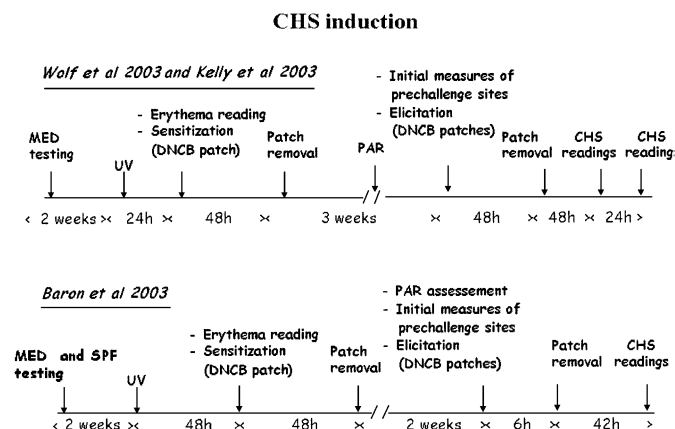 CHS induction
Wolf et al 2003 and Kelly et al 2003
- Initial measures of
prechallenge sites
- Elicitation
(DNCB patches)
- Erythema reading
- Sensitization
(DNCB patch)
MED
testing
UV
Patch
removal
PAR
Patch
removal
CHS
readings
CHS
readings
< 2 weeks >< 24h >< 48h >< 3 weeks >< 48h >< 48h >< 24h >
Baron et al 2003
- PAR assessement
- Initial measures of
prechallenge sites
- Elicitation
(DNCB patches)
- Erythema reading
- Sensitization
(DNCB patch)
MED and SPF
testing
UV
Patch
removal
Patch
removal
CHS
readings
< 2 weeks >< 48h >< 48h >< 2 weeks >< 6h >< 42h >